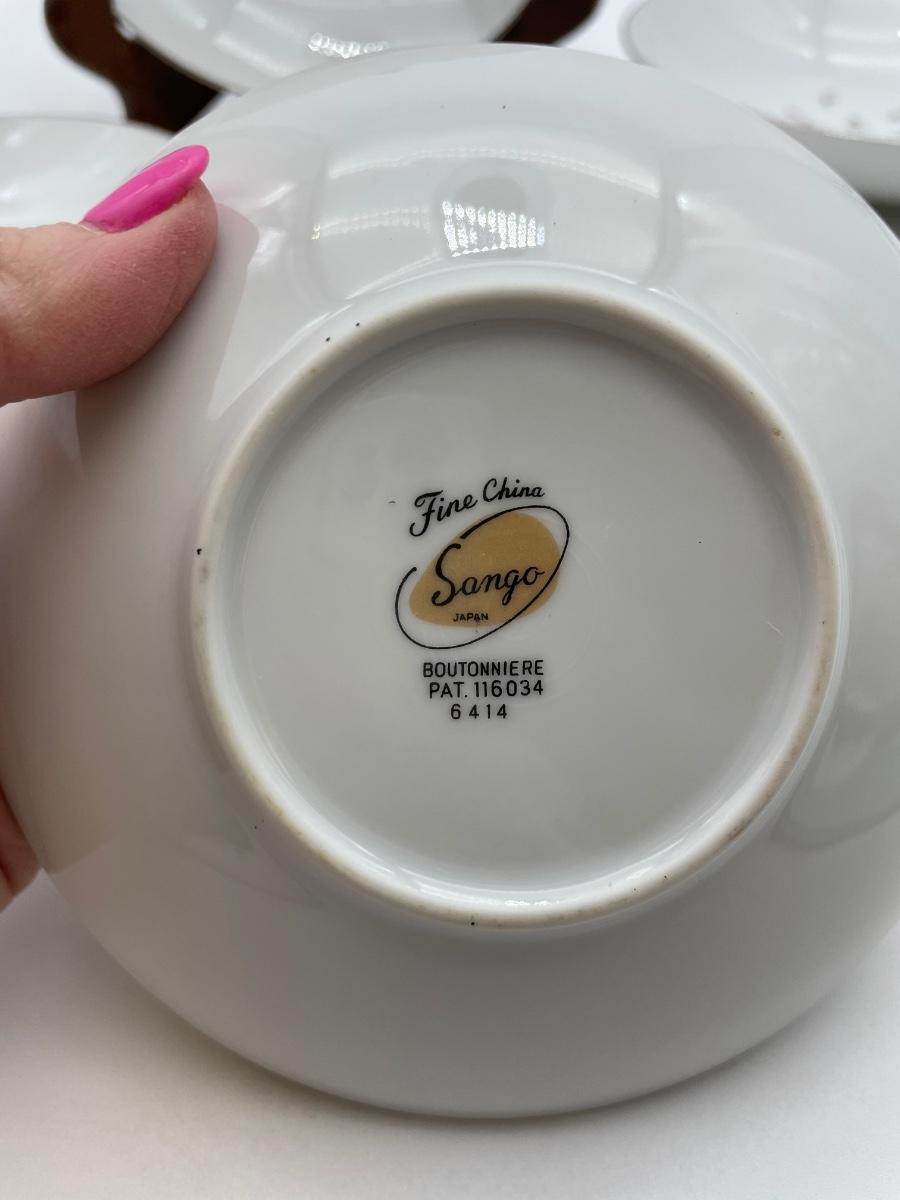 Fine China
Sango
JAPAN
BOUTONNIERE
PAT. 116034
6414